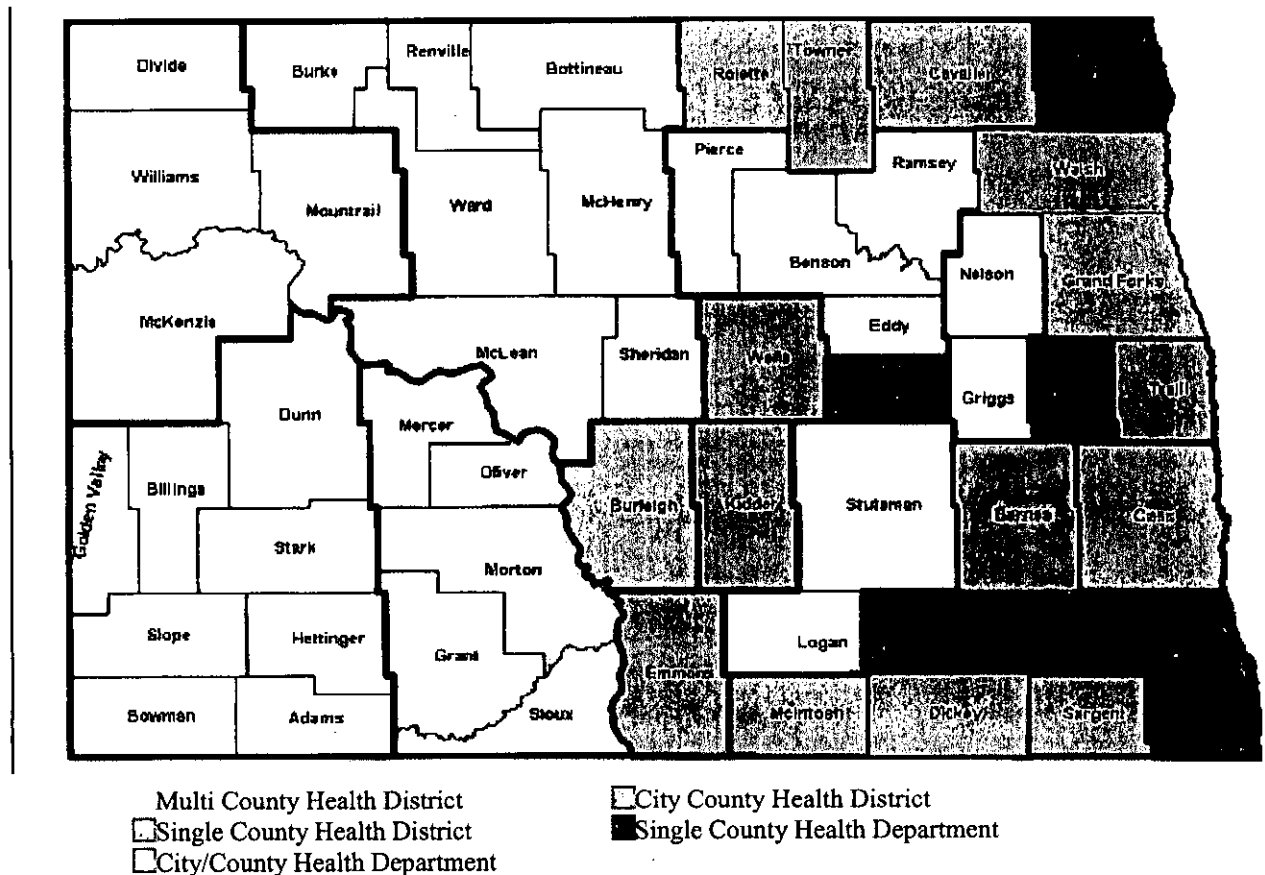 Divide
Burke
Renville
Bottineau
Rolette
Towner
Cavalier
Williams
Mountrail
Ward
McHenry
Pierce
Ramsey
Walsh
Benson
Nelson
Grand Forks
McKenzie
McLean
Sheridan
Wells
Eddy
Dunn
Mercer
Griggs
Traill
Golden Valley
Billings
Oliver
Burleigh
Kidder
Stutsman
Barnes
Cass
Stark
Morton
Slope
Hettinger
Grant
Emmons
Logan
Bowman
Adams
Sioux
McIntosh
Dickey
Sargent
Multi County Health District
Single County Health District
City/County Health Department
City County Health District
Single County Health Department